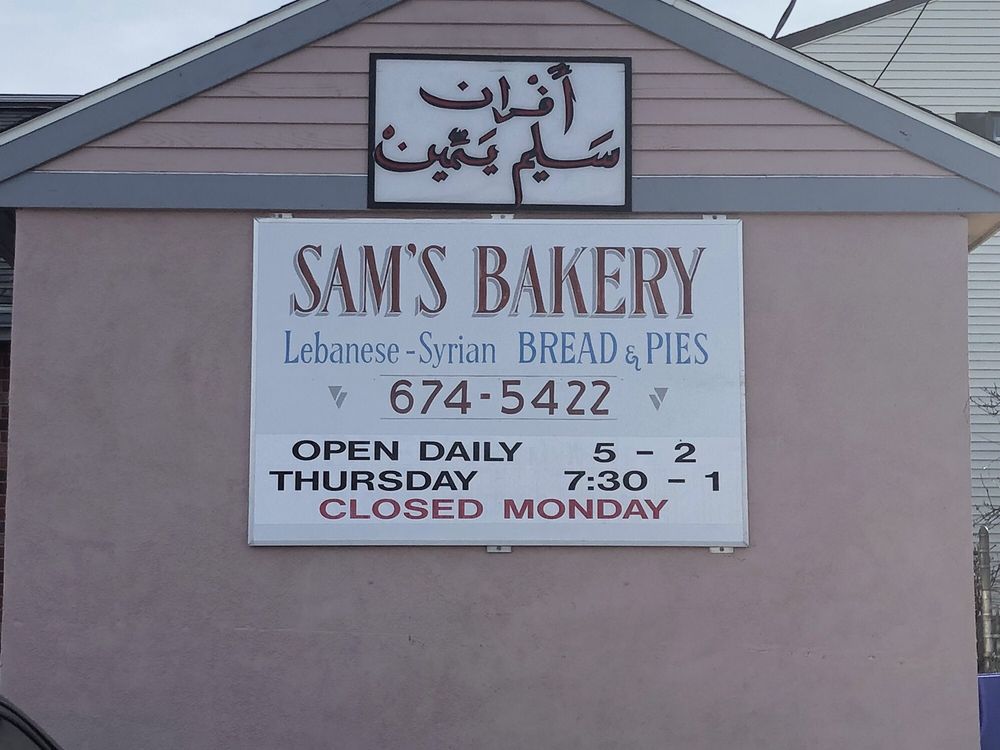 أفران
سَليم يَمّين
SAM'S BAKERY
Lebanese-Syrian BREAD & PIES
674-5422
OPEN DAILY 5 - 2
THURSDAY 7:30 - 1
CLOSED MONDAY